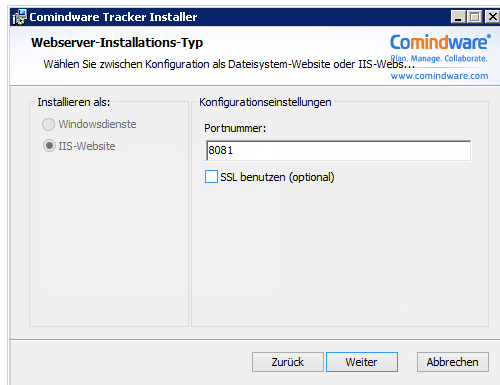 Comindware Tracker Installer
Webserver-Installations-Typ
Wählen Sie zwischen Konfiguration als Dateisystem-Website oder IIS-Webs...
Comindware®
Plan. Manage. Collaborate.
www.comindware.com
Installieren als:
Windowsdienste
IIS-Website
Konfigurationseinstellungen
Portnummer:
8081
SSL benutzen (optional)
Zurück
Weiter
Abbrechen